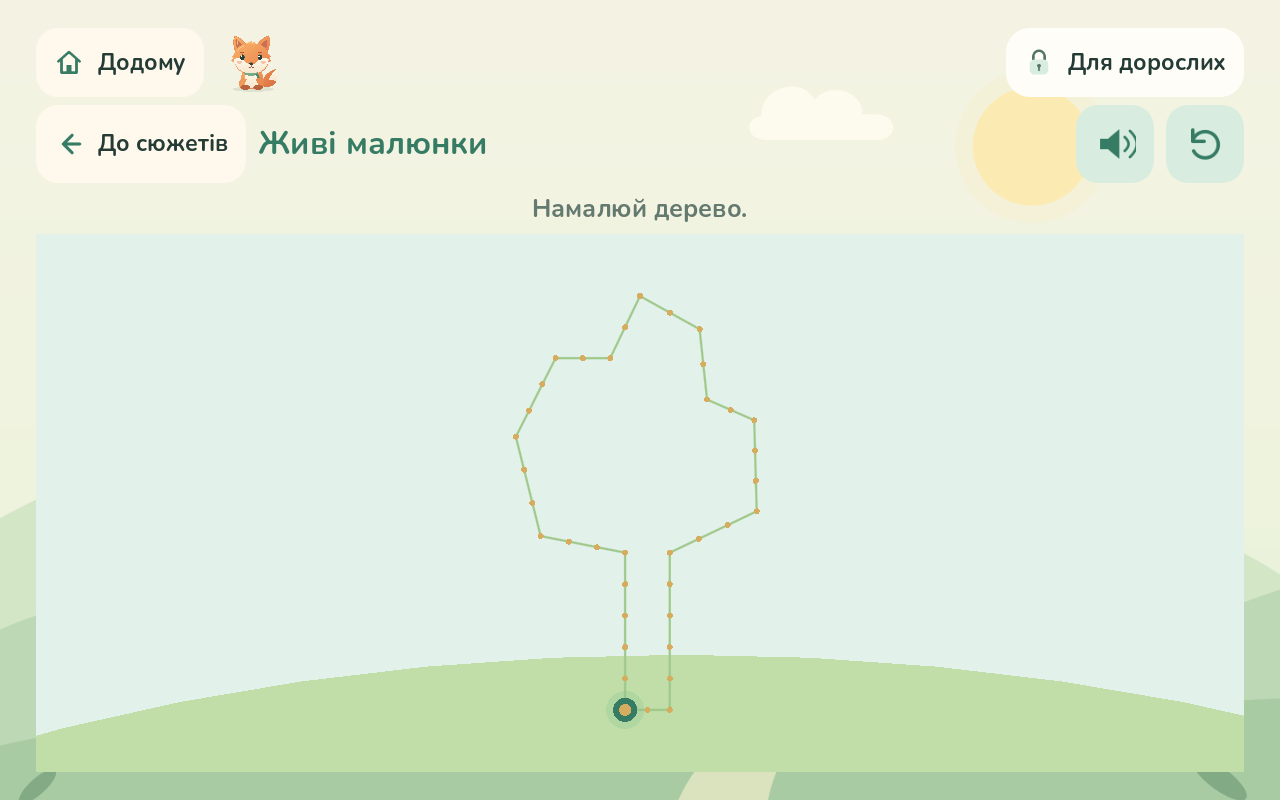 Додому
Для дорослих
До сюжетів
Живі малюнки
Намалюй дерево.